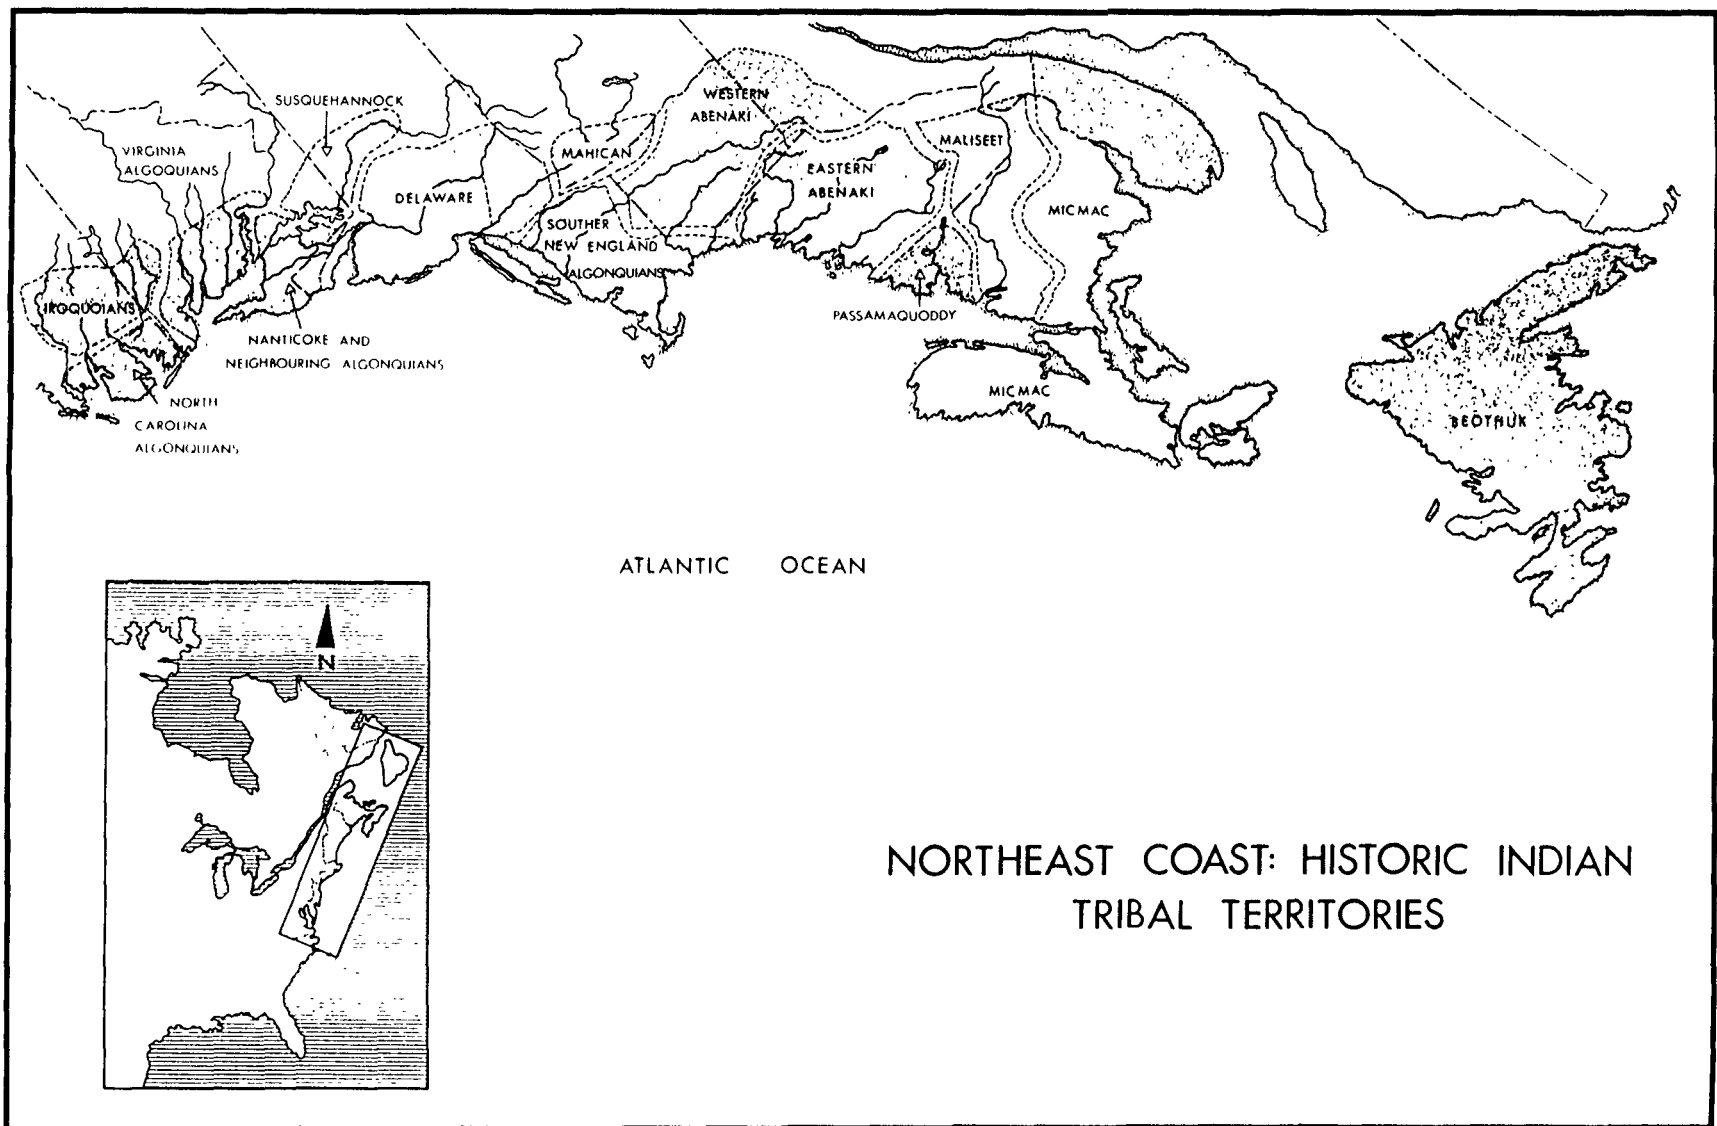 SUSQUEHANNOCK
WESTERN
ABENAKI
VIRGINIA
ALGOQUIANS
MAHICAN
MALISEET
EASTERN
ABENAKI
DELAWARE
MICMAC
SOUTHER
NEW ENGLAND
ALGONQUIANS
IROQUOIANS
PASSAMAQUODDY
NANTICOKE AND
NEIGHBOURING ALGONQUIANS
MICMAC
NORTH
CAROLINA
ALGONQUIANS
BEOTHUK
ATLANTIC OCEAN
N
NORTHEAST COAST: HISTORIC INDIAN
TRIBAL TERRITORIES